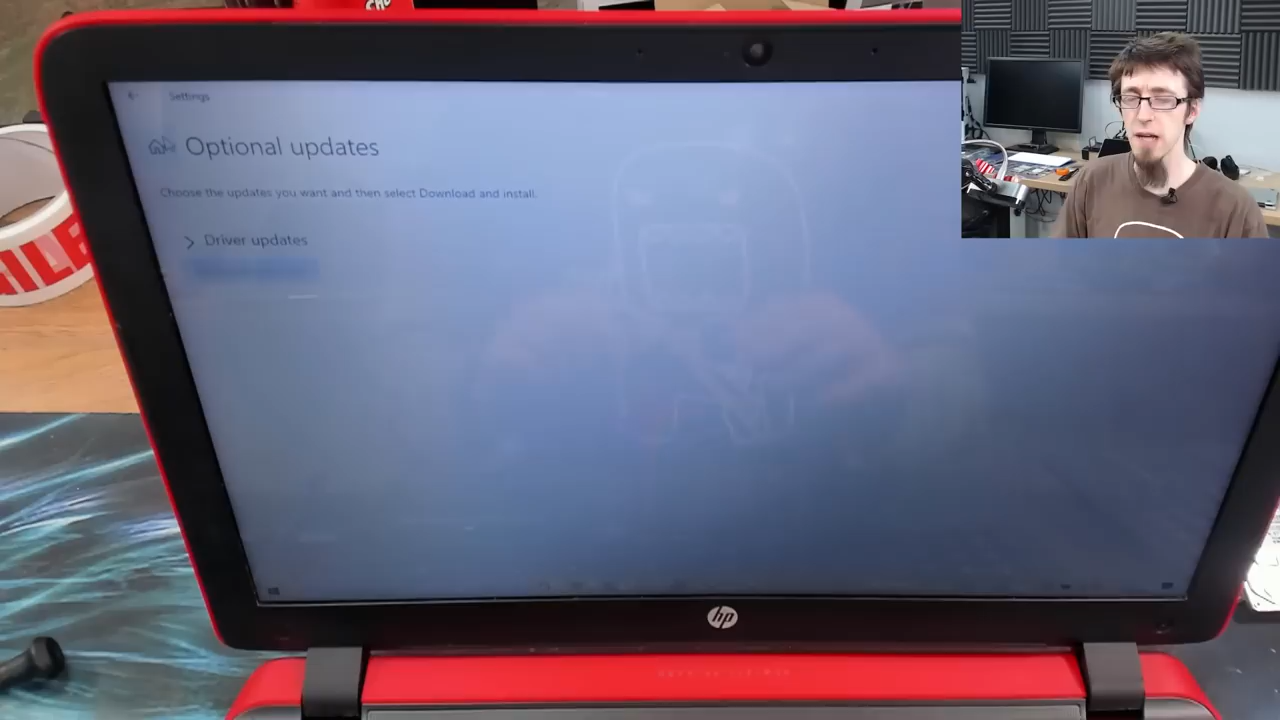 Settings
Optional updates
Choose the updates you want and then select Download and install.
Driver updates
hp